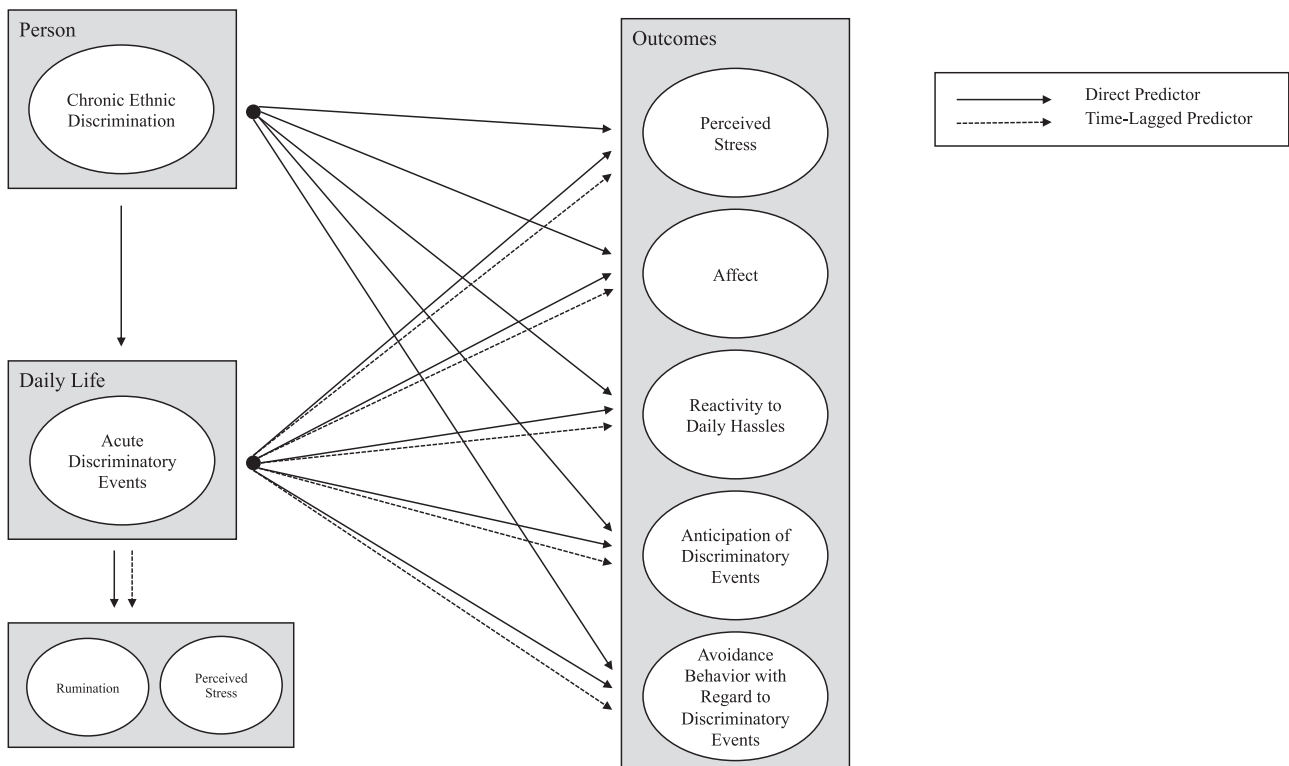 Person
Chronic Ethnic
Discrimination
Daily Life
Acute
Discriminatory
Events
Rumination
Perceived
Stress
Outcomes
Perceived
Stress
Affect
Reactivity to
Daily Hassles
Anticipation of
Discriminatory
Events
Avoidance
Behavior with
Regard to
Discriminatory
Events
Direct Predictor
Time-Lagged Predictor